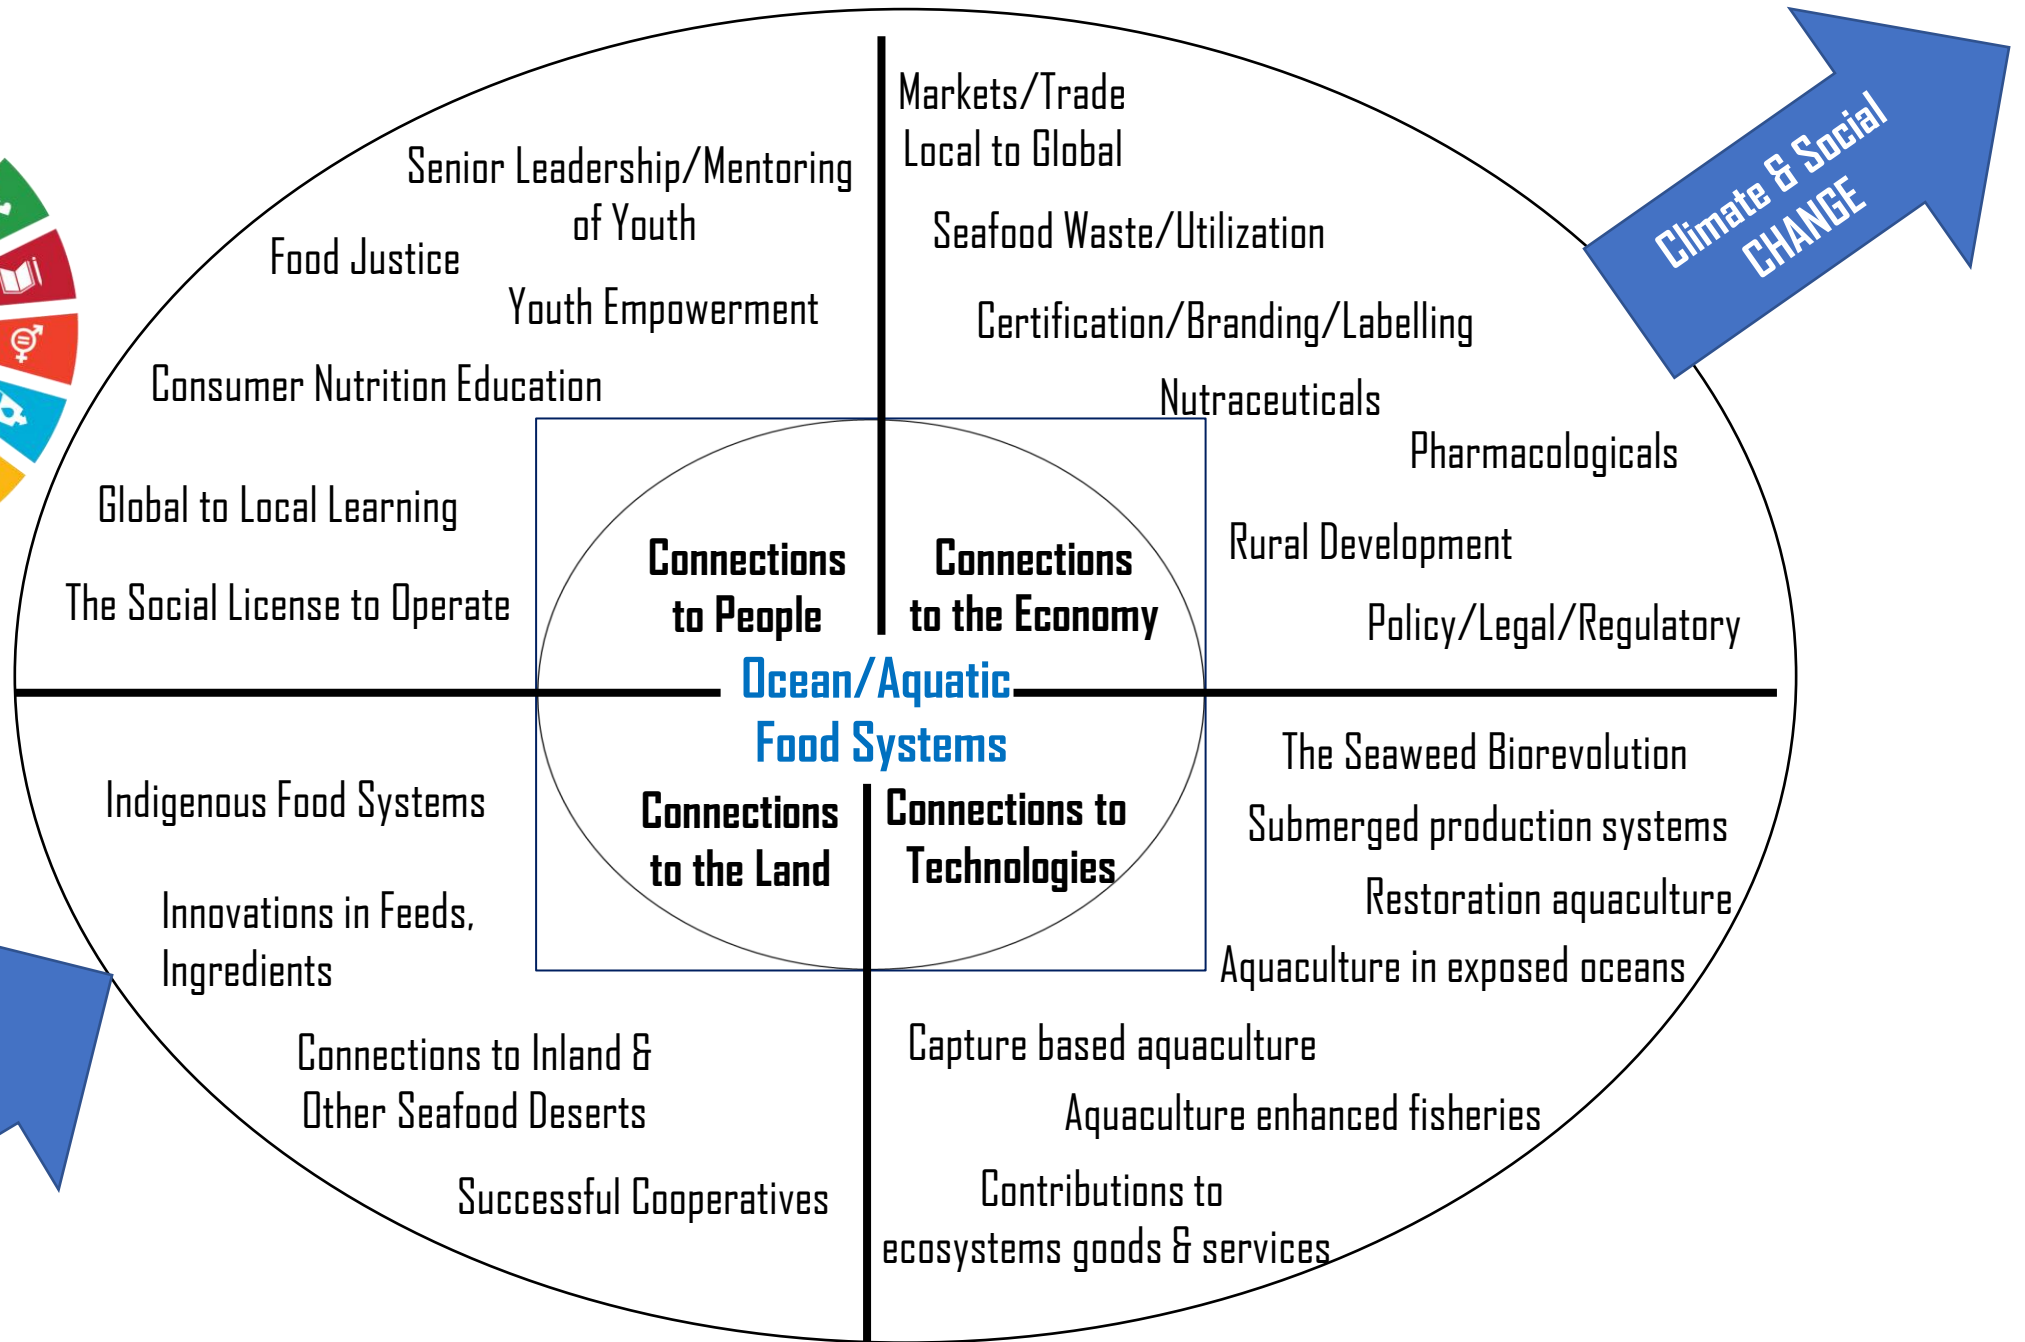 Senior Leadership/Mentoring
of Youth
Food Justice
Youth Empowerment
Consumer Nutrition Education
Global to Local Learning
The Social License to Operate
Markets/Trade
Local to Global
Seafood Waste/Utilization
Certification/Branding/Labelling
Nutraceuticals
Pharmacologicals
Rural Development
Policy/Legal/Regulatory
Climate & Social
CHANGE
Connections
to People
Connections
to the Economy
Ocean/Aquatic
Food Systems
Connections
to the Land
Connections to
Technologies
Indigenous Food Systems
Innovations in Feeds,
Ingredients
Connections to Inland &
Other Seafood Deserts
Successful Cooperatives
The Seaweed Biorevolution
Submerged production systems
Restoration aquaculture
Aquaculture in exposed oceans
Capture based aquaculture
Aquaculture enhanced fisheries
Contributions to
ecosystems goods & services